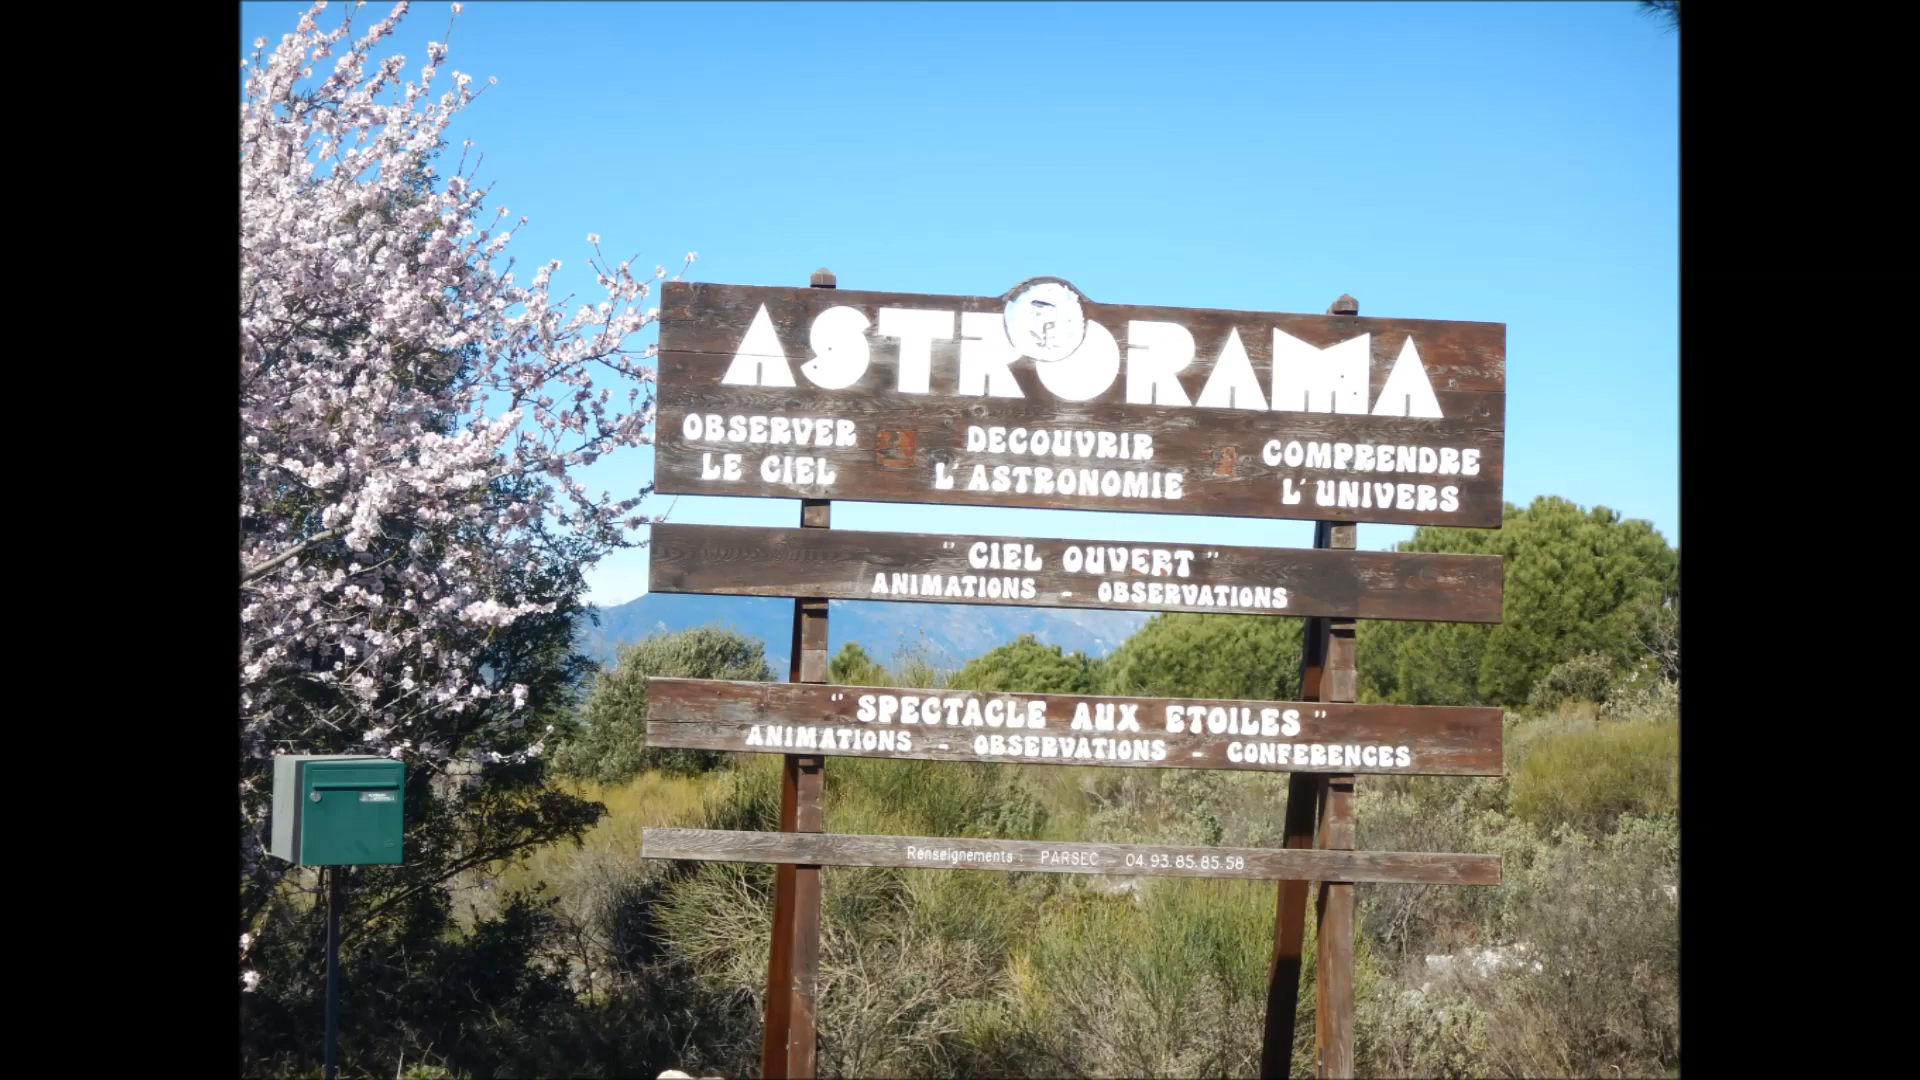 ASTRORAMA
OBSERVER
LE CIEL
DECOUVRIR
L'ASTRONOMIE
COMPRENDRE
L'UNIVERS
" CIEL OUVERT "
ANIMATIONS - OBSERVATIONS
" SPECTACLE AUX ETOILES "
ANIMATIONS - OBSERVATIONS - CONFERENCES
Renseignements : PARSEC - 04.93.85.85.58